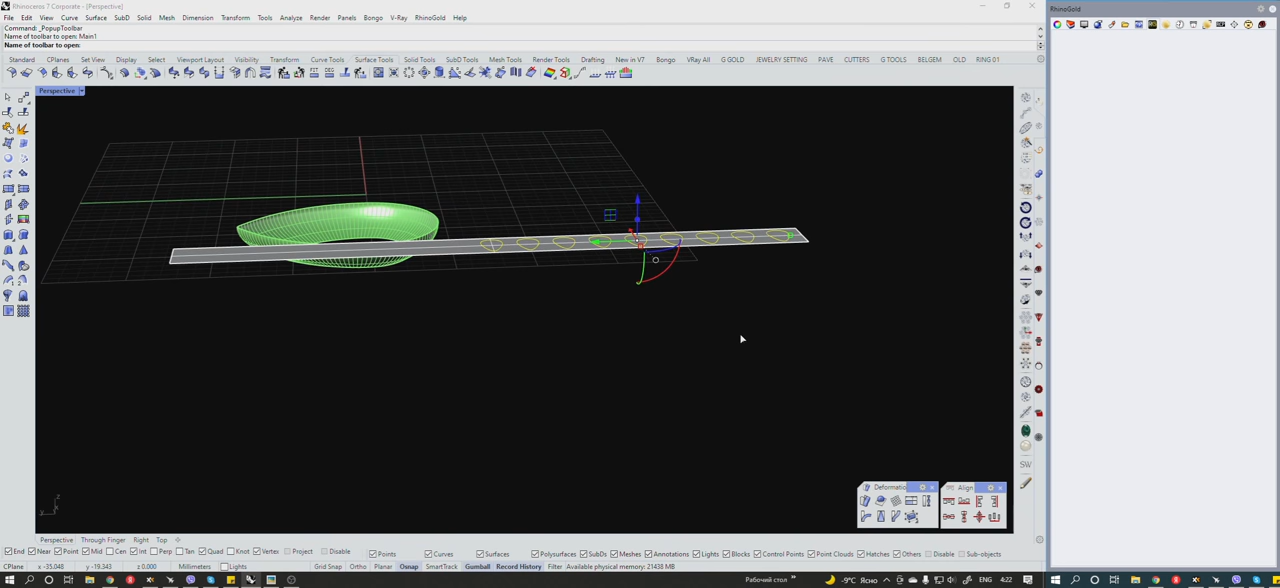 Rhinoceros 7 Corporate - [Perspective]
RhinoGold
File Edit View Curve Surface SubD Solid Mesh Dimension Transform Tools Analyze Render Panels Bongo V-Ray RhinoGold Help
Command: _PopupToolbar
Name of toolbar to open: Main1
Name of toolbar to open:
Standard CPlanes Set View Display Select Viewport Layout Visibility Transform Curve Tools Surface Tools Solid Tools SubD Tools Mesh Tools Render Tools Drafting New in V7 Bongo VRay All G GOLD JEWELRY SETTING PAVE CUTTERS G TOOLS BELGEM OLD RING 01
Perspective
z
y
SW
Deformatio Align
Perspective Through Finger Right Top
End Near Point Mid Cen Int Perp Tan Quad Knot Vertex Project Disable Points Curves Surfaces Polysurfaces SubDs Meshes Annotations Lights Blocks Control Points Point Clouds Hatches Others Disable Sub-objects
CPlane x -35.048 y -19.343 z 0.000 Millimeters Lights Grid Snap Ortho Planar Osnap SmartTrack Gumball Record History Filter Available physical memory: 21438 MB
Рабочий стол » -9°C Ясно ENG 4:22